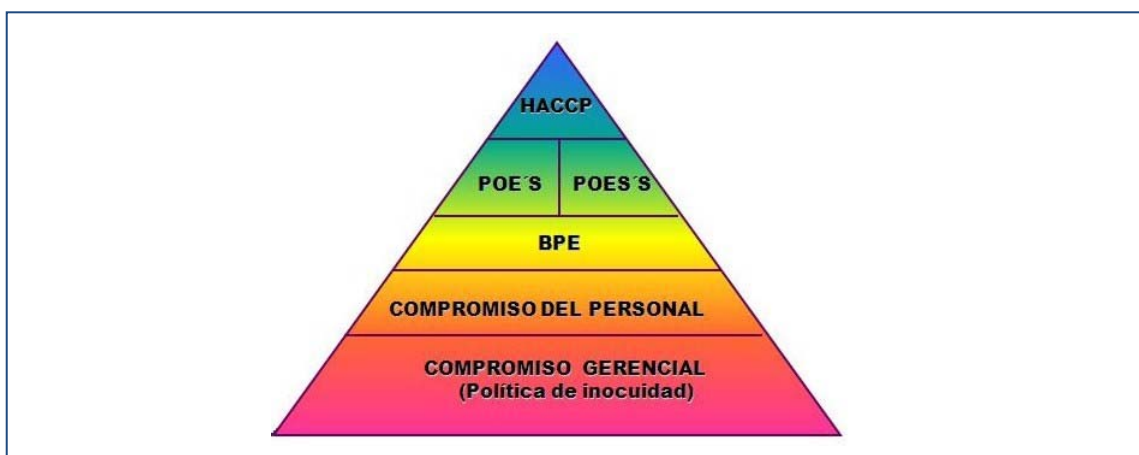 HACCP
POE´S POES´S
BPE
COMPROMISO DEL PERSONAL
COMPROMISO GERENCIAL
(Política de inocuidad)